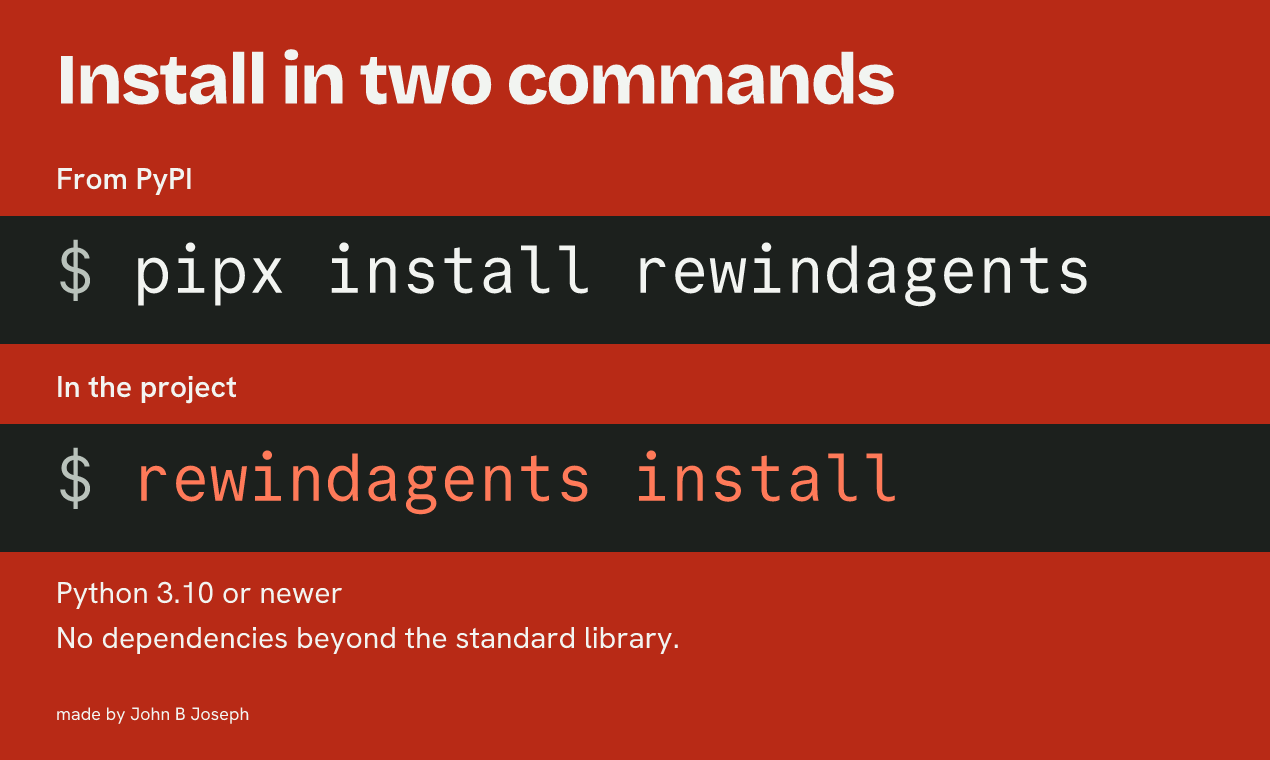 Install in two commands
From PyPI
$ pipx install rewindagents
In the project
$ rewindagents install
Python 3.10 or newer
No dependencies beyond the standard library.
made by John B Joseph